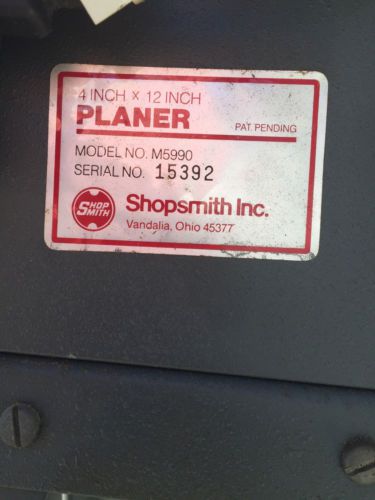 4 INCH X 12 INCH
PLANER
PAT. PENDING
MODEL NO. M5990
SERIAL NO. 15392
SHOP
SMITH
Shopsmith Inc.
Vandalia, Ohio 45377